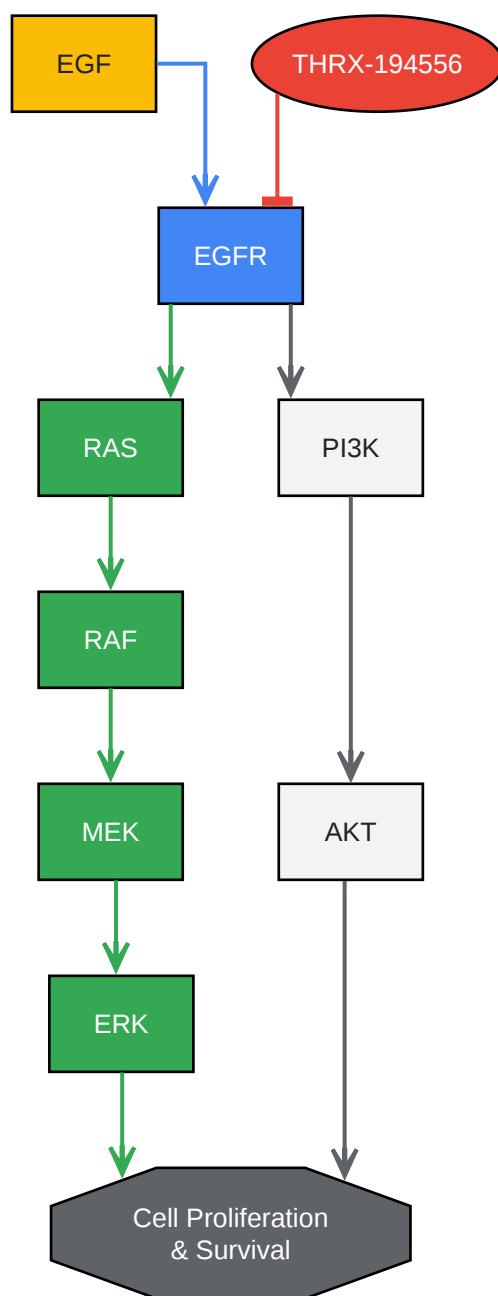 EGF
THRX-194556
EGFR
RAS
PI3K
RAF
MEK
AKT
ERK
Cell Proliferation
& Survival